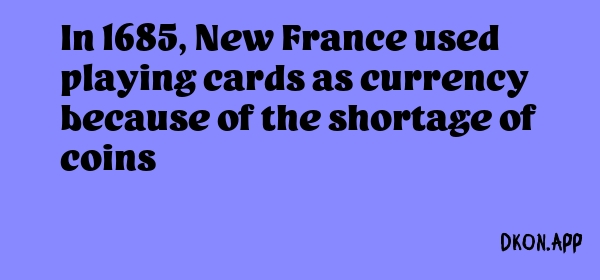 In 1685, New France used
playing cards as currency
because of the shortage of
coins
DKON.APP